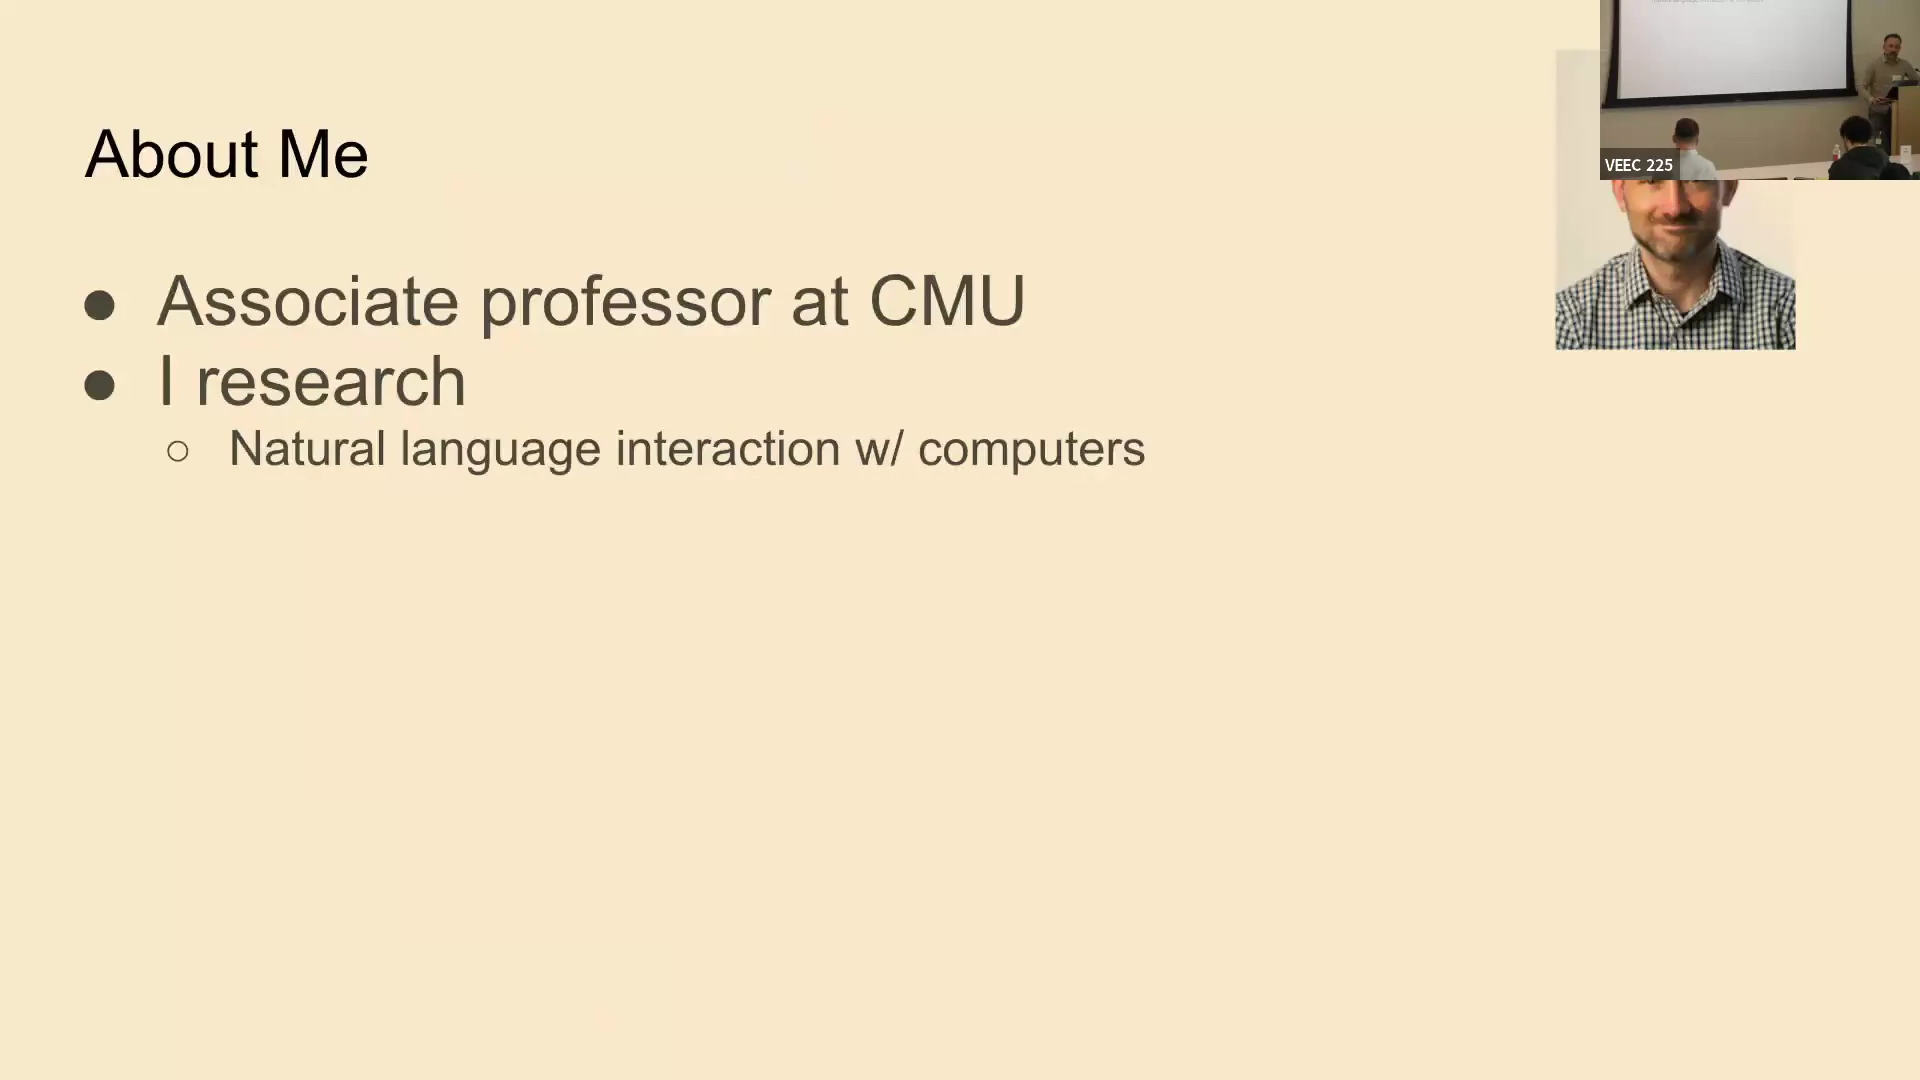 About Me
● Associate professor at CMU
● I research
○ Natural language interaction w/ computers
VEEC 225